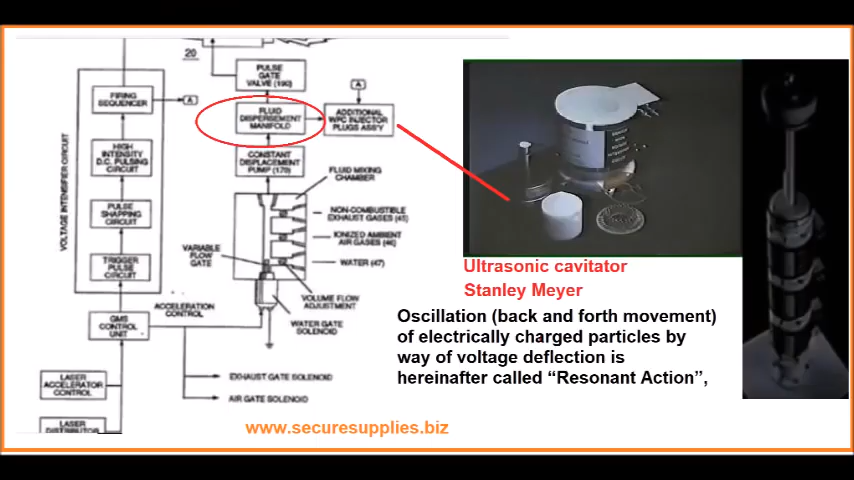 20
PULSE
GATE
VALVE (190)
FIRING
SEQUENCER
A
A
FLUID
DISPERSEMENT
MANIFOLD
ADDITIONAL
WPC INJECTOR
PLUGS ASS'Y
HIGH
INTENSITY
D.C. PULSING
CIRCUIT
CONSTANT
DISPLACEMENT
PUMP (170)
FLUID MIXING
CHAMBER
VOLTAGE INTENSIFIER CIRCUIT
PULSE
SHAPING
CIRCUIT
NON-COMBUSTIBLE
EXHAUST GASES (45)
IONIZED AMBIENT
AIR GASES (46)
VARIABLE
FLOW
GATE
WATER (47)
TRIGGER
PULSE
CIRCUIT
VOLUME FLOW
ADJUSTMENT
ACCELERATION
CONTROL
GMS
CONTROL
UNIT
WATER GATE
SOLENOID
EXHAUST GATE SOLENOID
AIR GATE SOLENOID
LASER
ACCELERATOR
CONTROL
LASER
DISTRIBUTOR
Ultrasonic cavitator
Stanley Meyer
Oscillation (back and forth movement)
of electrically charged particles by
way of voltage deflection is
hereinafter called “Resonant Action”,
www.securesupplies.biz